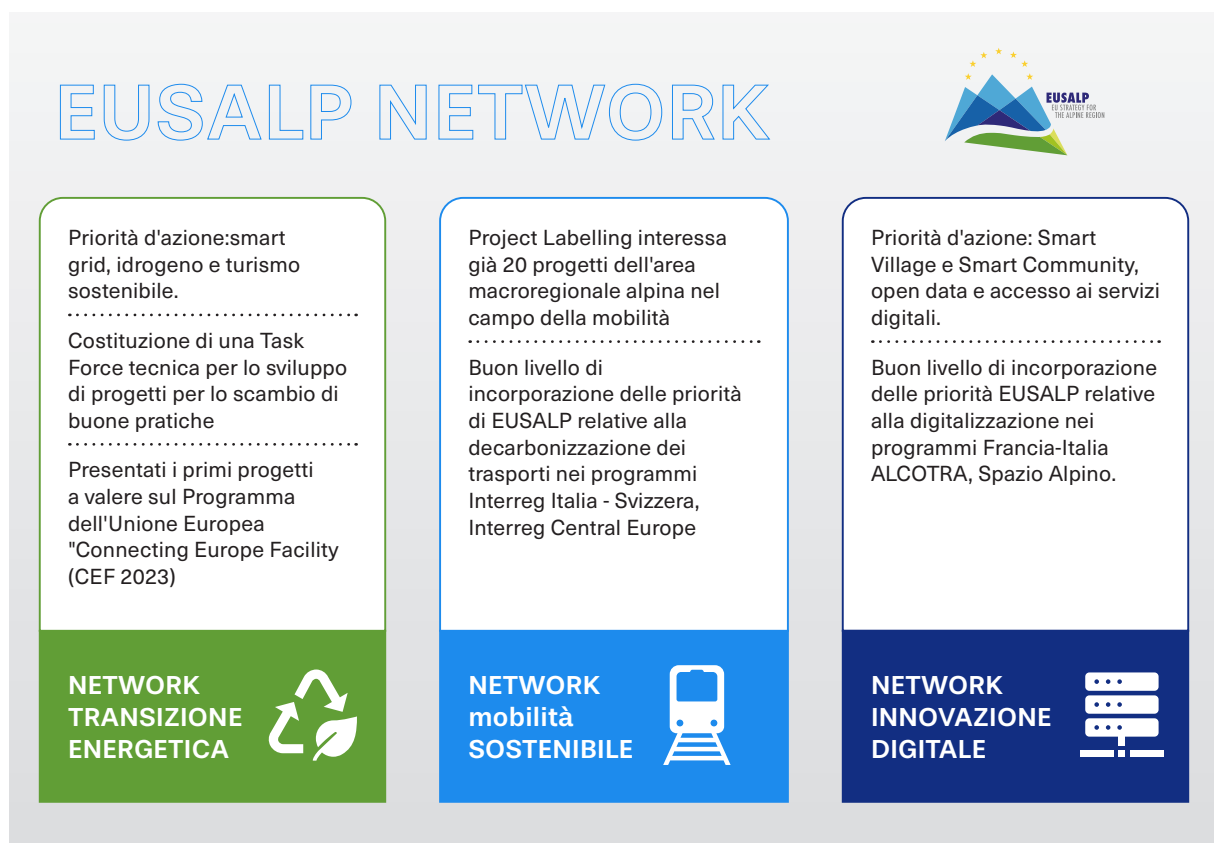 EUSALP NETWORK
EUSALP
EU STRATEGY FOR
THE ALPINE REGION
Priorità d'azione:smart
grid, idrogeno e turismo
sostenibile.
Costituzione di una Task
Force tecnica per lo sviluppo
di progetti per lo scambio di
buone pratiche
Presentati i primi progetti
a valere sul Programma
dell'Unione Europea
"Connecting Europe Facility
(CEF 2023)
NETWORK
TRANSIZIONE
ENERGETICA
Project Labelling interessa
già 20 progetti dell'area
macroregionale alpina nel
campo della mobilità
Buon livello di
incorporazione delle priorità
di EUSALP relative alla
decarbonizzazione dei
trasporti nei programmi
Interreg Italia - Svizzera,
Interreg Central Europe
NETWORK
mobilità
SOSTENIBILE
Priorità d'azione: Smart
Village e Smart Community,
open data e accesso ai servizi
digitali.
Buon livello di incorporazione
delle priorità EUSALP relative
alla digitalizzazione nei
programmi Francia-Italia
ALCOTRA, Spazio Alpino.
NETWORK
INNOVAZIONE
DIGITALE